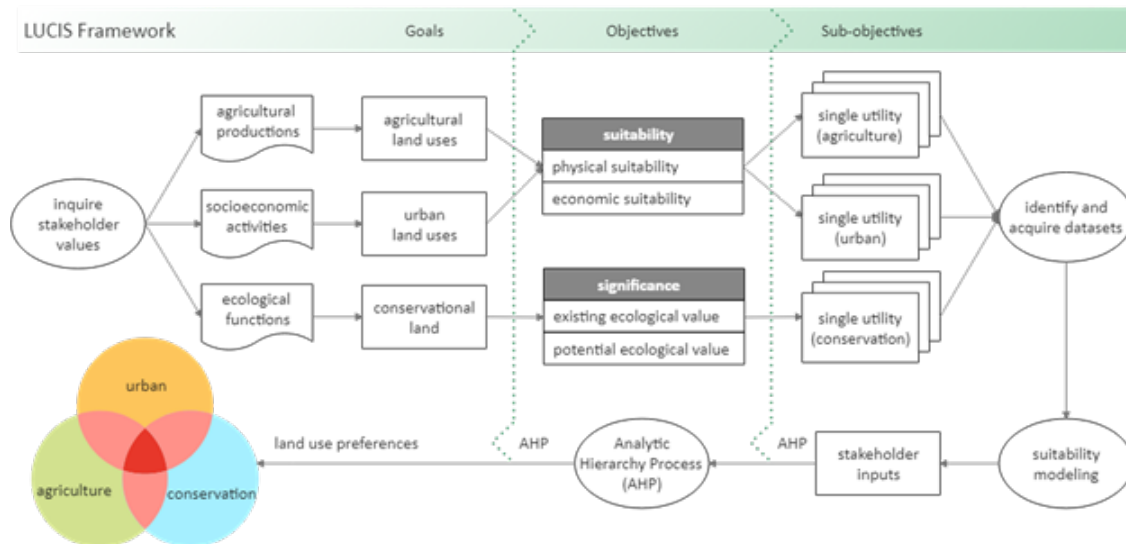 LUCIS Framework
Goals
Objectives
Sub-objectives
inquire
stakeholder
values
agricultural
productions
agricultural
land uses
socioeconomic
activities
urban
land uses
ecological
functions
conservational
land
suitability
physical suitability
economic suitability
significance
existing ecological value
potential ecological value
single utility
(agriculture)
single utility
(urban)
single utility
(conservation)
identify and
acquire datasets
suitability
modeling
stakeholder
inputs
AHP
Analytic
Hierarchy Process
(AHP)
AHP
land use preferences
urban
agriculture
conservation